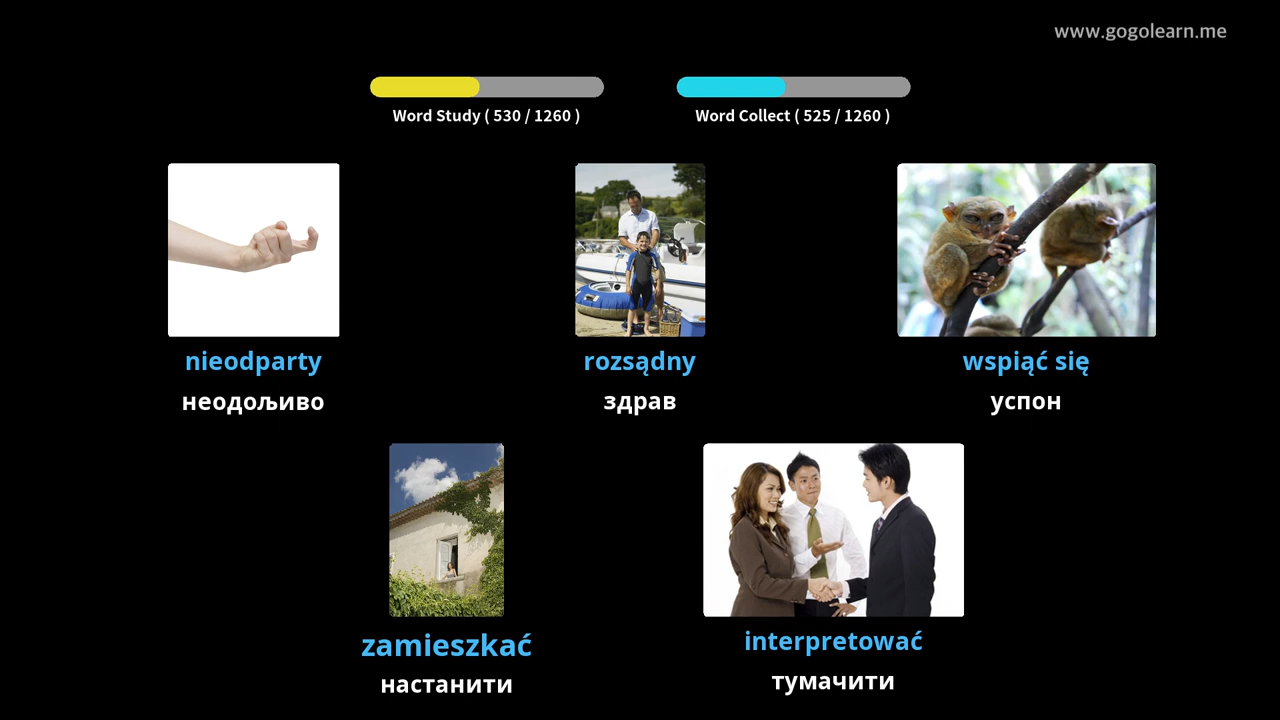 www.gogolearn.me
Word Study ( 530 / 1260 )
Word Collect ( 525 / 1260 )
nieodparty
неодољиво
rozsądny
здрав
wspiąć się
успон
zamieszkać
настанити
interpretować
тумачити